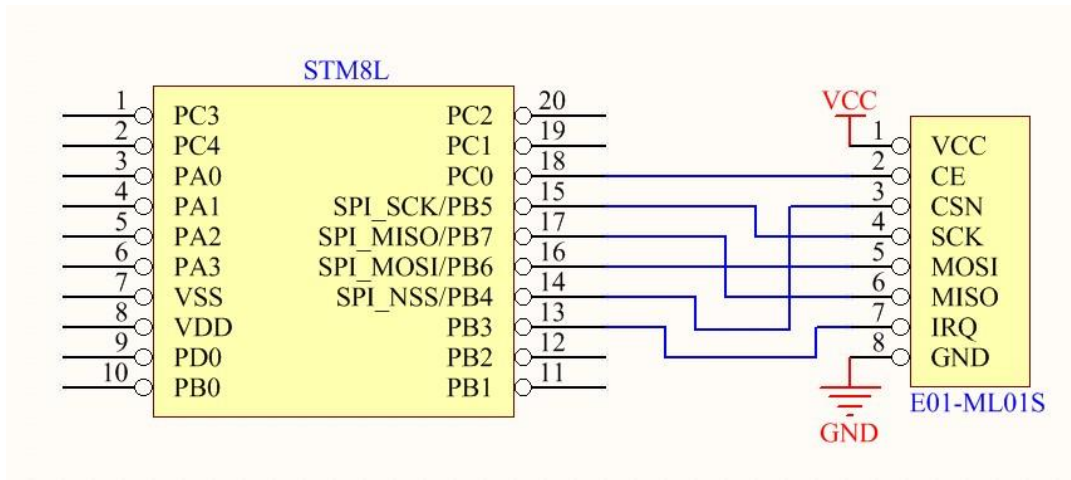 STM8L
1 PC3 PC2 20
2 PC4 PC1 19
3 PA0 PC0 18
4 PA1 SPI_SCK/PB5 15
5 PA2 SPI_MISO/PB7 17
6 PA3 SPI_MOSI/PB6 16
7 VSS SPI_NSS/PB4 14
8 VDD PB3 13
9 PD0 PB2 12
10 PB0 PB1 11
VCC
1 VCC
2 CE
3 CSN
4 SCK
5 MOSI
6 MISO
7 IRQ
8 GND
GND
E01-ML01S